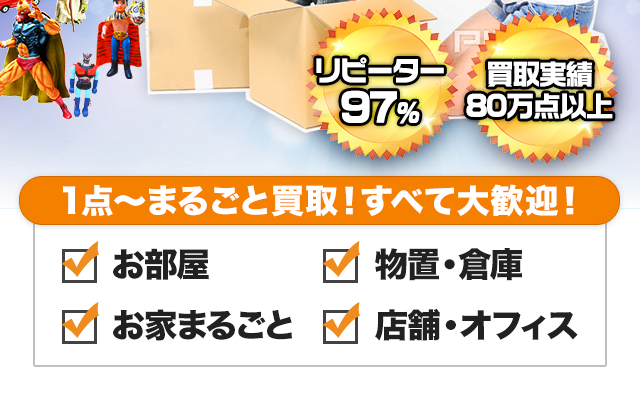 リピーター
97%
買取実績
80万点以上
1点～まるごと買取！すべて大歓迎！
お部屋
物置・倉庫
お家まるごと
店舗・オフィス